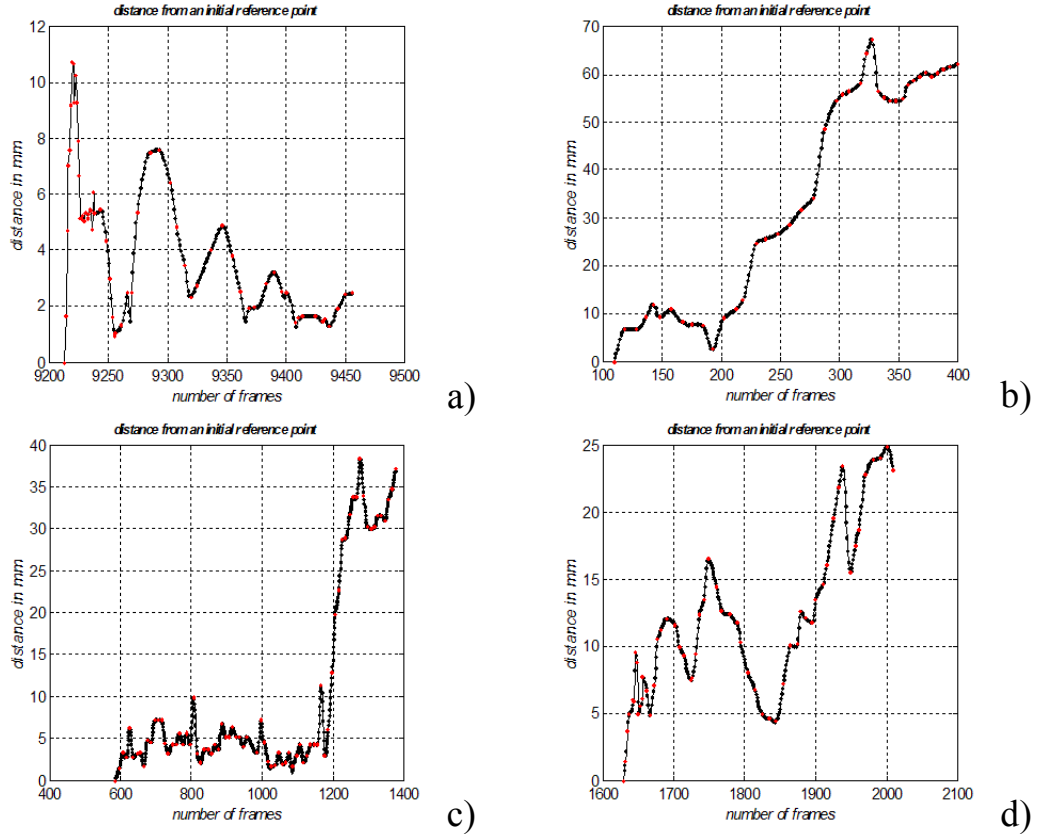 distance from an initial reference point
12
10
8
6
4
2
0
distance in mm
9200 9250 9300 9350 9400 9450 9500
number of frames
a)
distance from an initial reference point
70
60
50
40
30
20
10
0
distance in mm
100 150 200 250 300 350 400
number of frames
b)
distance from an initial reference point
40
35
30
25
20
15
10
5
0
distance in mm
400 600 800 1000 1200 1400
number of frames
c)
distance from an initial reference point
25
20
15
10
5
0
distance in mm
1600 1700 1800 1900 2000 2100
number of frames
d)